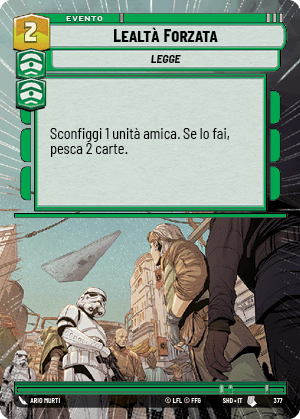 EVENTO
2
LEALTÀ FORZATA
LEGGE
Sconfiggi 1 unità amica. Se lo fai,
pesca 2 carte.
ARIO MURTI
© LFL © FFG
SHD • IT
377